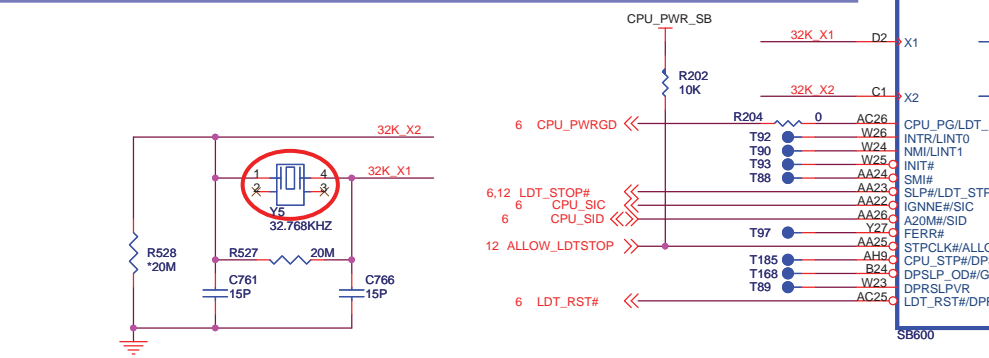 CPU_PWR_SB
R202
10K
32K_X1
D2
X1
32K_X2
C1
X2
6 CPU_PWRGD
R204
0
AC26
CPU_PG/LDT_
T92
W26
INTR/LINT0
T90
W24
NMI/LINT1
T93
W25
INIT#
T88
AA24
SMI#
6,12 LDT_STOP#
AA23
SLP#/LDT_STP
6 CPU_SIC
AA22
IGNNE#/SIC
6 CPU_SID
AA26
A20M#/SID
T97
Y27
FERR#
12 ALLOW_LDTSTOP
AA25
STPCLK#/ALLO
T185
AH9
CPU_STP#/DP
T168
B24
DPSLP_OD#/G
T89
W23
DPRSLPVR
6 LDT_RST#
AC25
LDT_RST#/DPI
SB600
32K_X2
32K_X1
1
4
2
3
Y5
32.768KHZ
R528
*20M
R527
20M
C761
15P
C766
15P